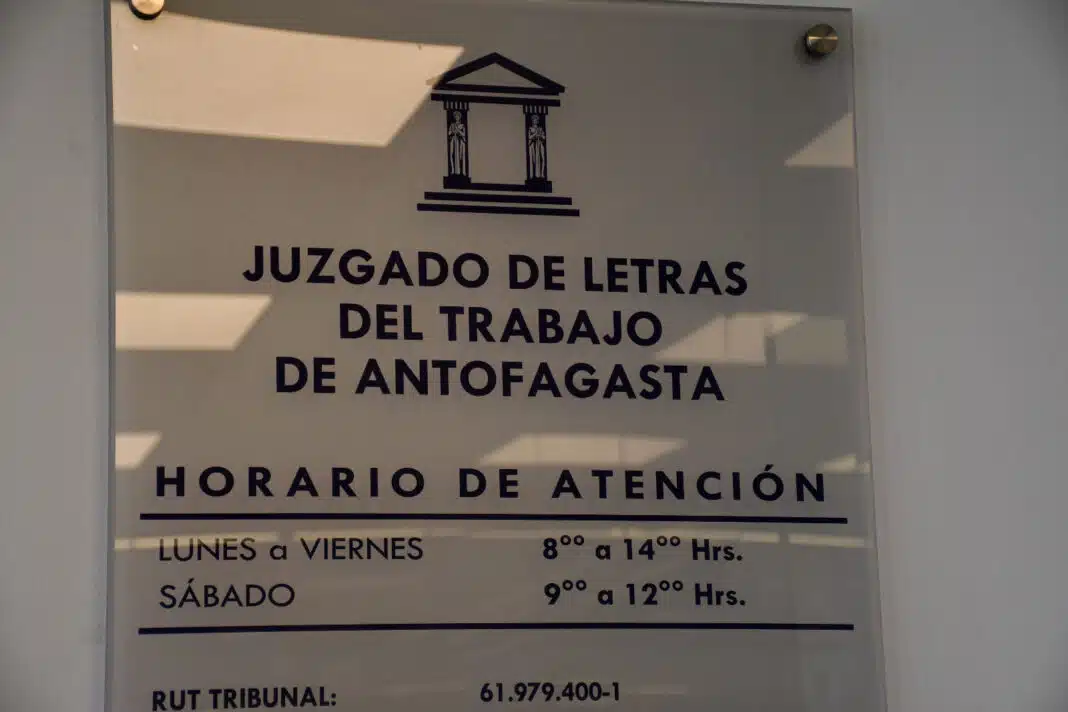 JUZGADO DE LETRAS
DEL TRABAJO
DE ANTOFAGASTA
HORARIO DE ATENCIÓN
LUNES a VIERNES 8°° a 14°° Hrs.
SÁBADO 9°° a 12°° Hrs.
RUT TRIBUNAL: 61.979.400-1